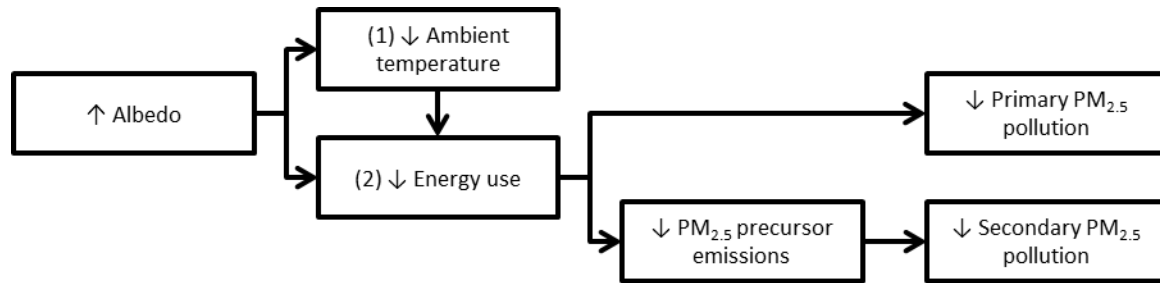 ↑ Albedo
(1) ↓ Ambient
temperature
(2) ↓ Energy use
↓ Primary PM₂.₅
pollution
↓ PM₂.₅ precursor
emissions
↓ Secondary PM₂.₅
pollution